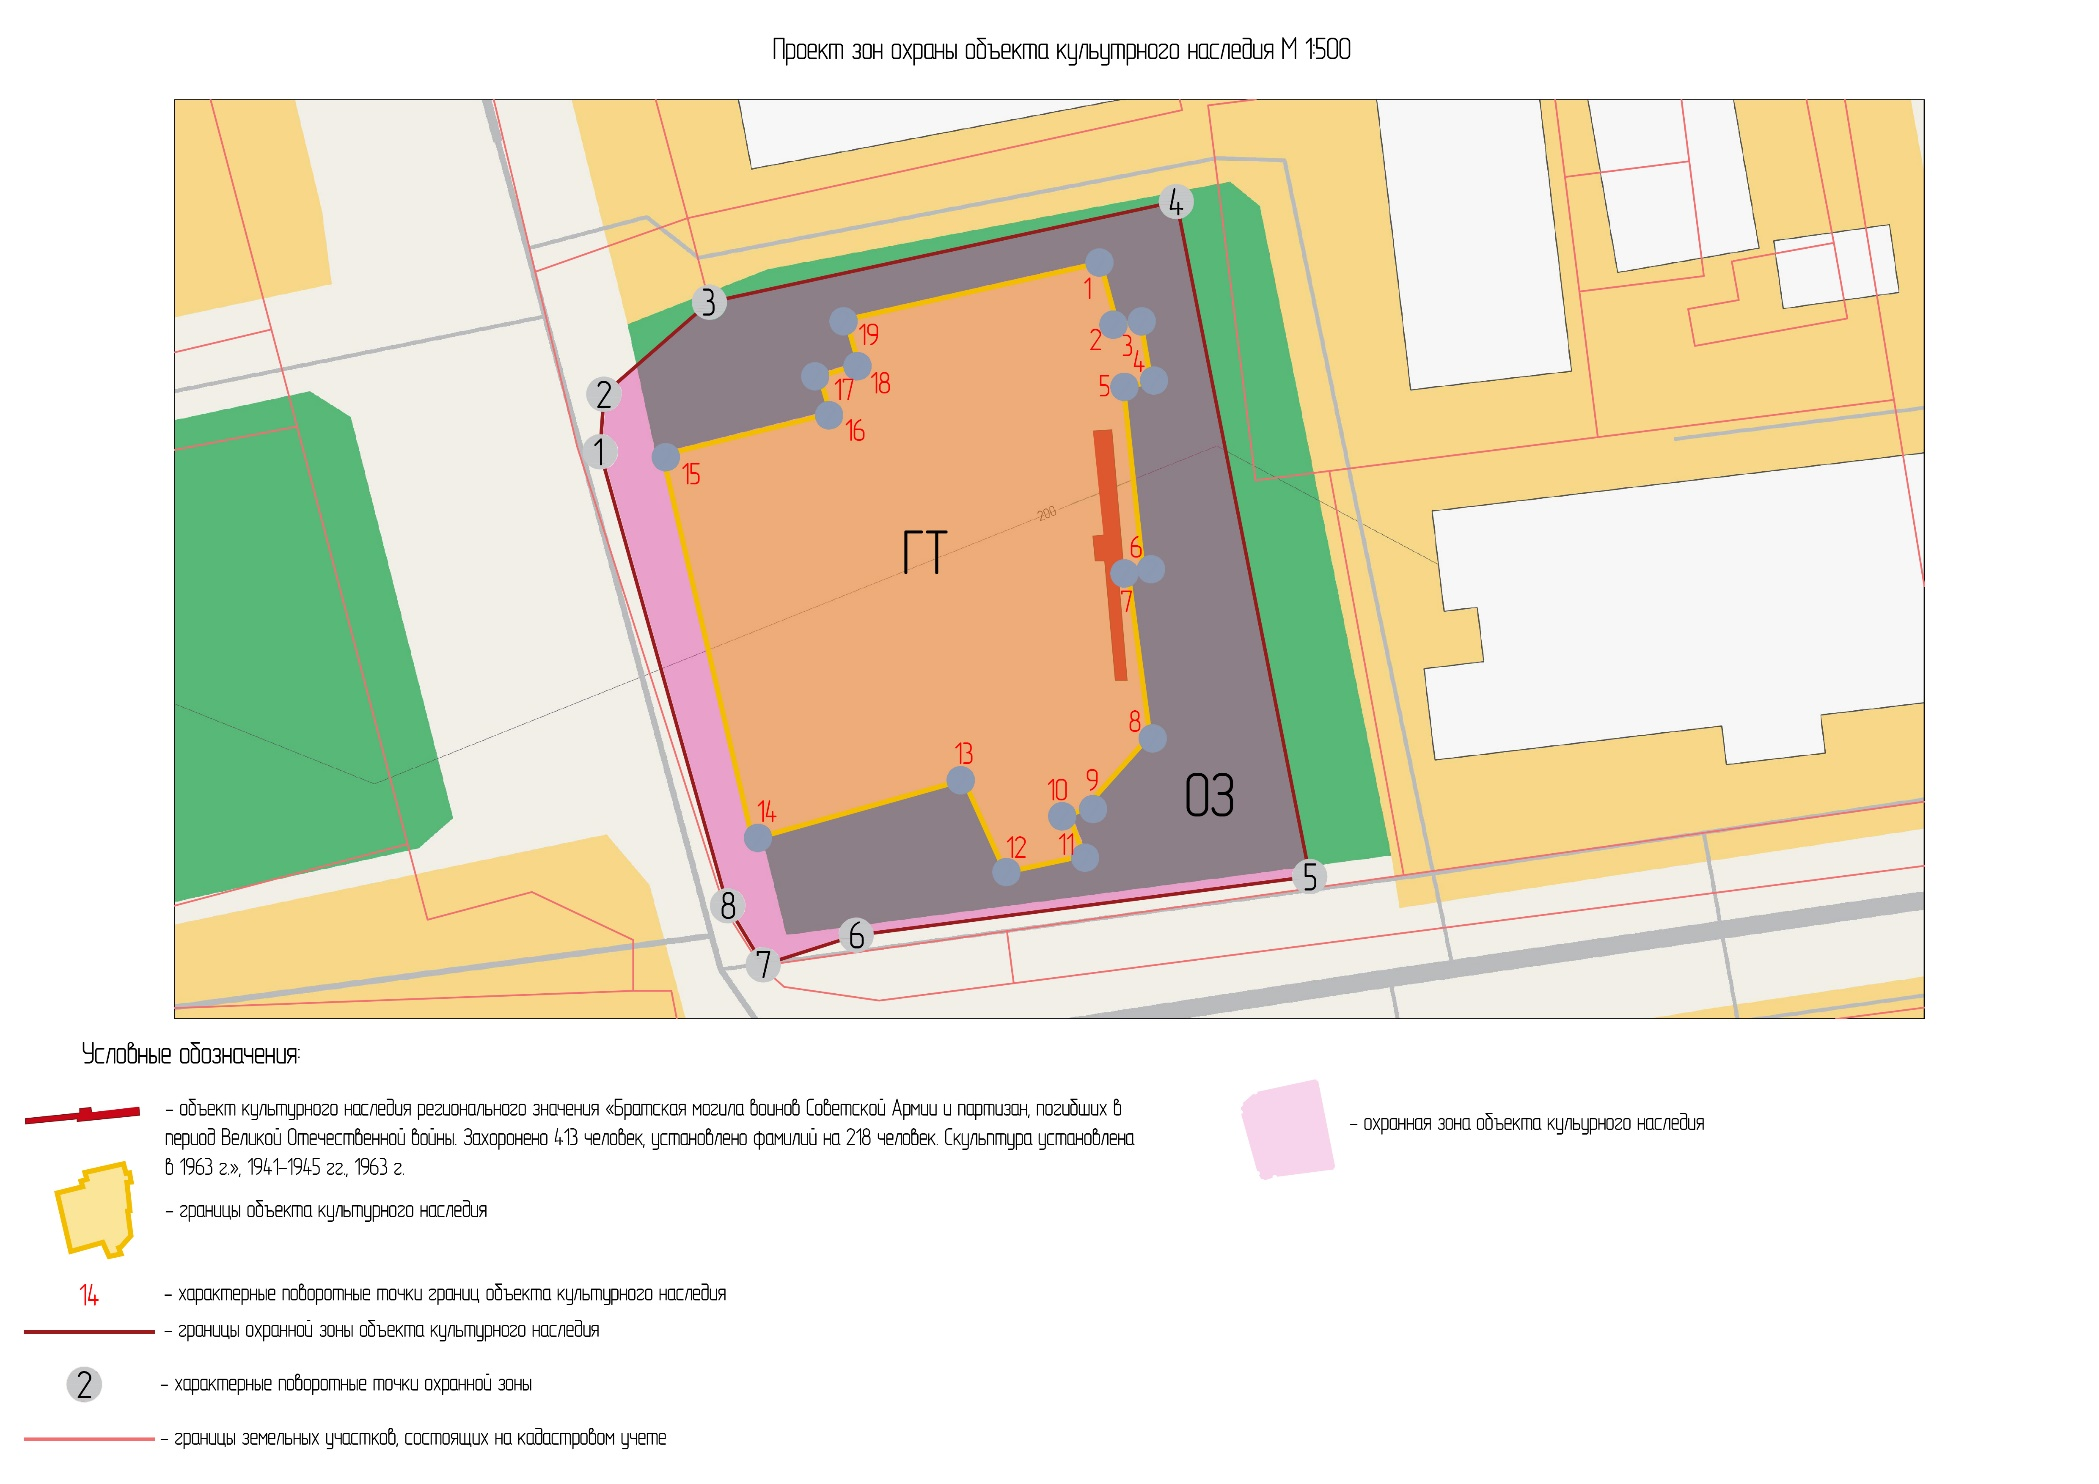 Проект зон охраны объекта кульутрного наследия М 1:500
4
3
1
19
2
3
4
2
18
17
5
16
1
15
200
ГТ
6
7
8
13
10
9
ОЗ
14
11
12
5
8
6
7
Условные обозначения:
– объект культурного наследия регионального значения «Братская могила воинов Советской Армии и партизан, погибших в
период Великой Отечественной войны. Захоронено 413 человек, установлено фамилий на 218 человек. Скульптура установлена
в 1963 г.», 1941–1945 гг., 1963 г.
– охранная зона объекта кульурного наследия
– границы объекта культурного наследия
14 – характерные поворотные точки границ объекта культурного наследия
– границы охранной зоны объекта культурного наследия
2 – характерные поворотные точки охранной зоны
– границы земельных участков, состоящих на кадастровом учете